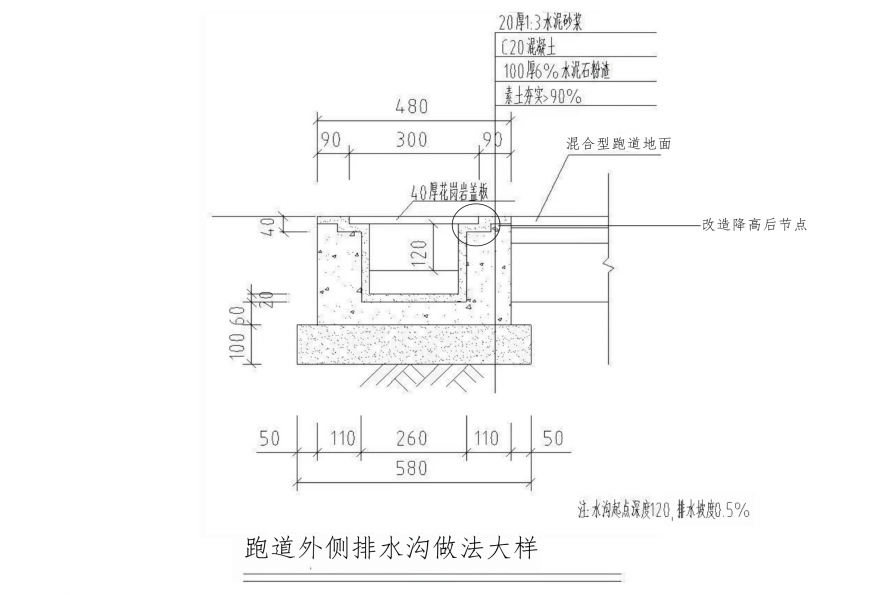 20厚1:3水泥砂浆
C20混凝土
100厚6%水泥石粉渣
素土夯实>90%
480
90 300 90
混合型跑道地面
40厚花岗岩盖板
改造降高后节点
40
120
20
60
100
50 110 260 110 50
580
注:水沟起点深度120,排水坡度0.5%
跑道外侧排水沟做法大样